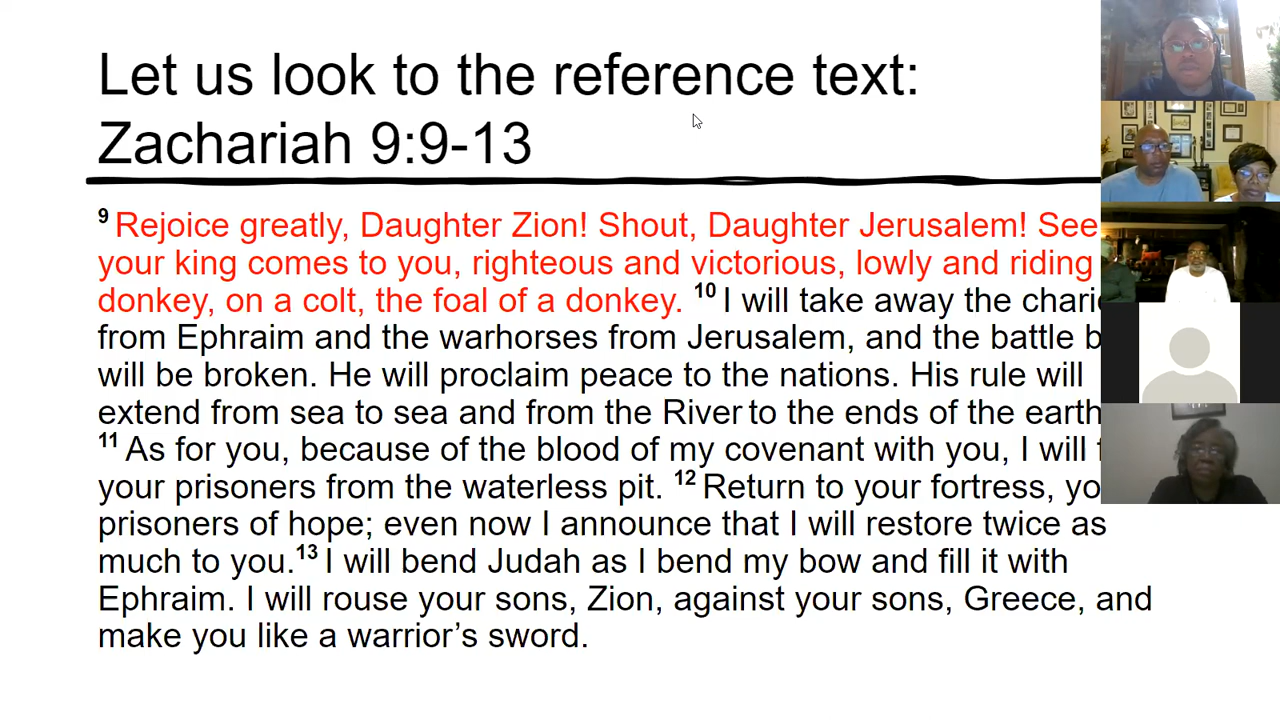 Let us look to the reference text:
Zachariah 9:9-13
9 Rejoice greatly, Daughter Zion! Shout, Daughter Jerusalem! See
your king comes to you, righteous and victorious, lowly and riding
donkey, on a colt, the foal of a donkey. 10 I will take away the
from Ephraim and the warhorses from Jerusalem, and the battle
will be broken. He will proclaim peace to the nations. His rule will
extend from sea to sea and from the River to the ends of the earth
11 As for you, because of the blood of my covenant with you, I will
your prisoners from the waterless pit. 12 Return to your fortress,
prisoners of hope; even now I announce that I will restore twice as
much to you. 13 I will bend Judah as I bend my bow and fill it with
Ephraim. I will rouse your sons, Zion, against your sons, Greece, and
make you like a warrior’s sword.